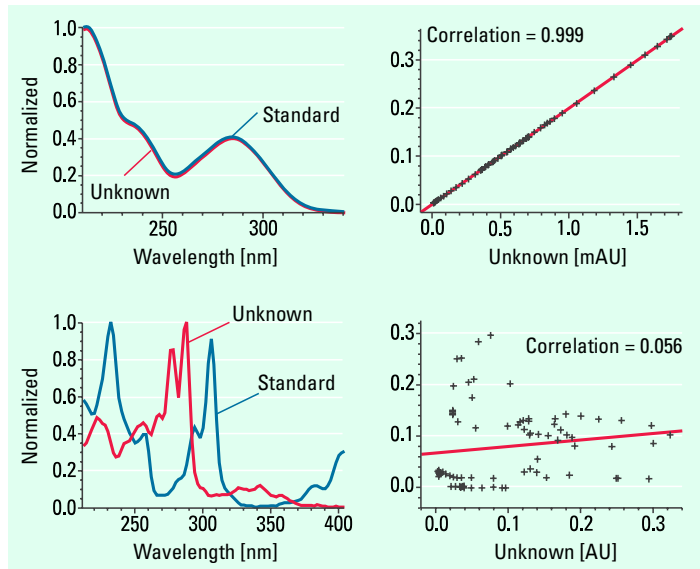 1.0
0.8
0.6
0.4
0.2
0.0
Normalized
Standard
Unknown
250
300
Wavelength [nm]
Correlation = 0.999
0.3
0.2
0.1
0.0
0.0
0.5
1.0
1.5
Unknown [mAU]
1.0
0.8
0.6
0.4
0.2
0.0
Normalized
Unknown
Standard
250
300
350
400
Wavelength [nm]
Correlation = 0.056
0.3
0.2
0.1
0.0
0.0
0.1
0.2
0.3
Unknown [AU]